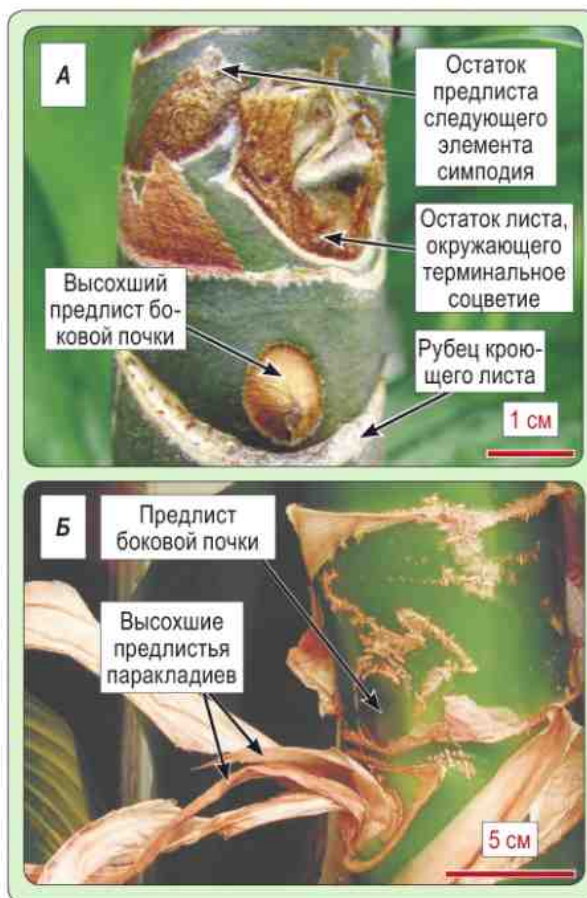 А
Остаток
предлиста
следующего
элемента
симподия
Остаток листа,
окружающего
терминальное
соцветие
Высохший
предлист бо-
ковой почки
Рубец крою-
щего листа
1 см
Б
Предлист
боковой почки
Высохшие
предлистья
паракладиев
5 см